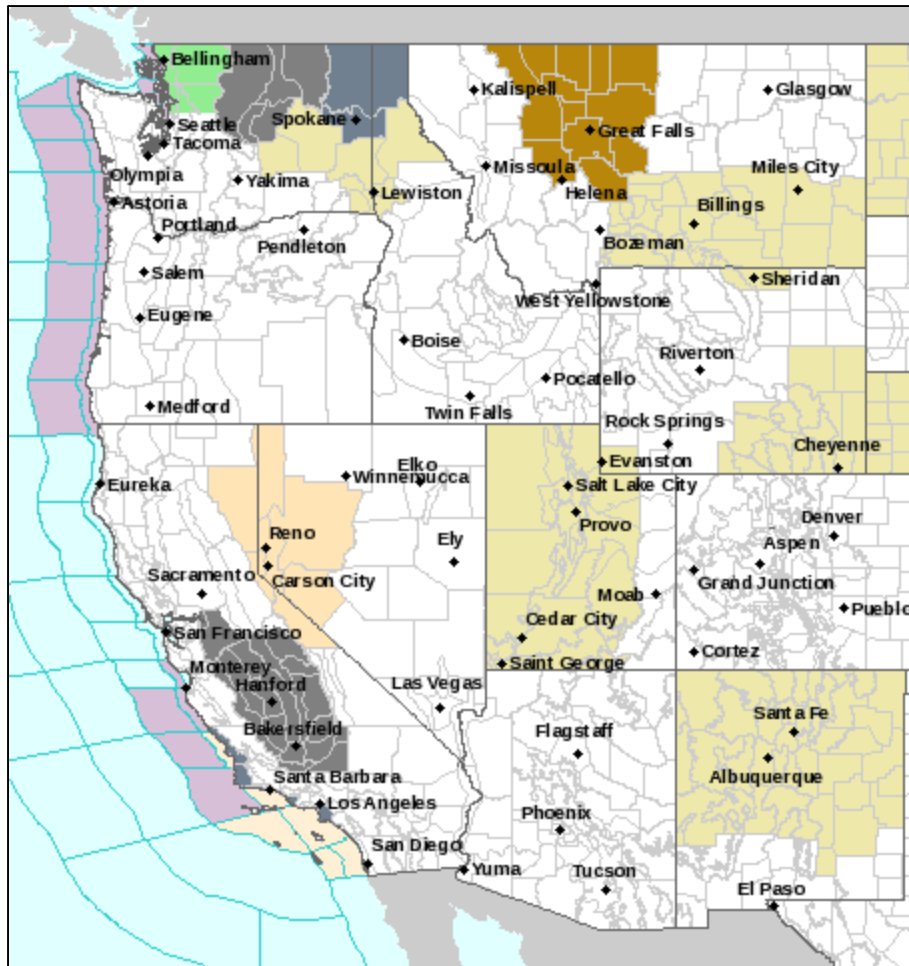 Bellingham
Kalispell
Glasgow
Seattle
Spokane
Great Falls
Tacoma
Olympia
Missoula
Miles City
Yakima
Lewiston
Helena
Astoria
Billings
Portland
Pendleton
Bozeman
Salem
Sheridan
West Yellowstone
Eugene
Boise
Riverton
Pocatello
Medford
Twin Falls
Rock Springs
Cheyenne
Elko
Evanston
Winnemucca
Eureka
Salt Lake City
Provo
Denver
Reno
Ely
Aspen
Sacramento
Carson City
Grand Junction
Moab
Pueblo
San Francisco
Cedar City
Cortez
Monterey
Saint George
Hanford
Las Vegas
Santa Fe
Bakersfield
Flagstaff
Albuquerque
Santa Barbara
Los Angeles
Phoenix
San Diego
Yuma
Tucson
El Paso